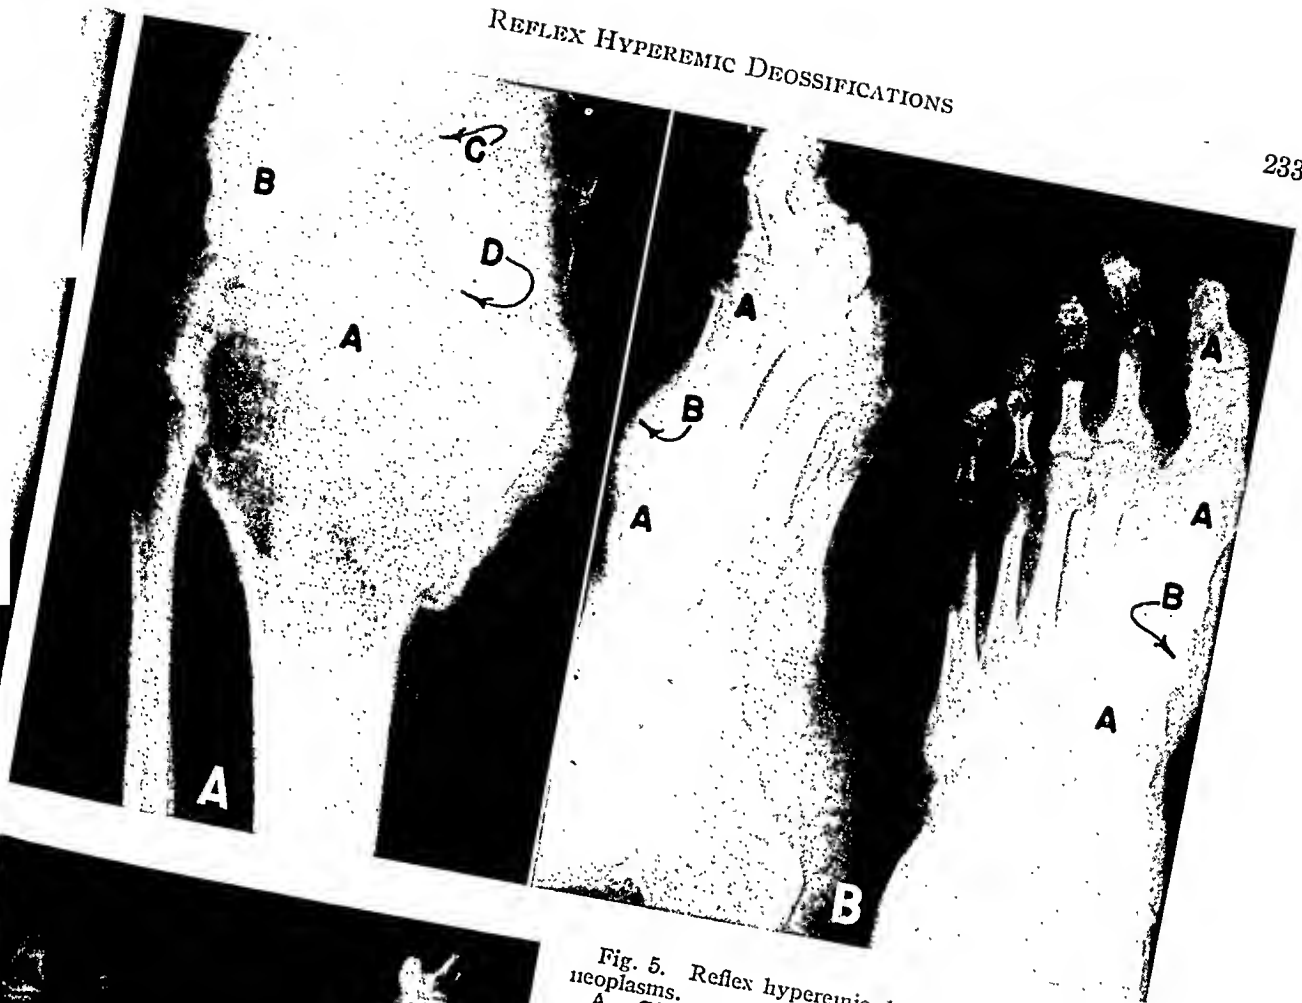 REFLEX HYPEREMIC DEOSSIFICATIONS
233
B
C
D
A
A
A
B
A
B
A
A
B
A
Fig. 5. Reflex hyperemic
neoplasms.
A